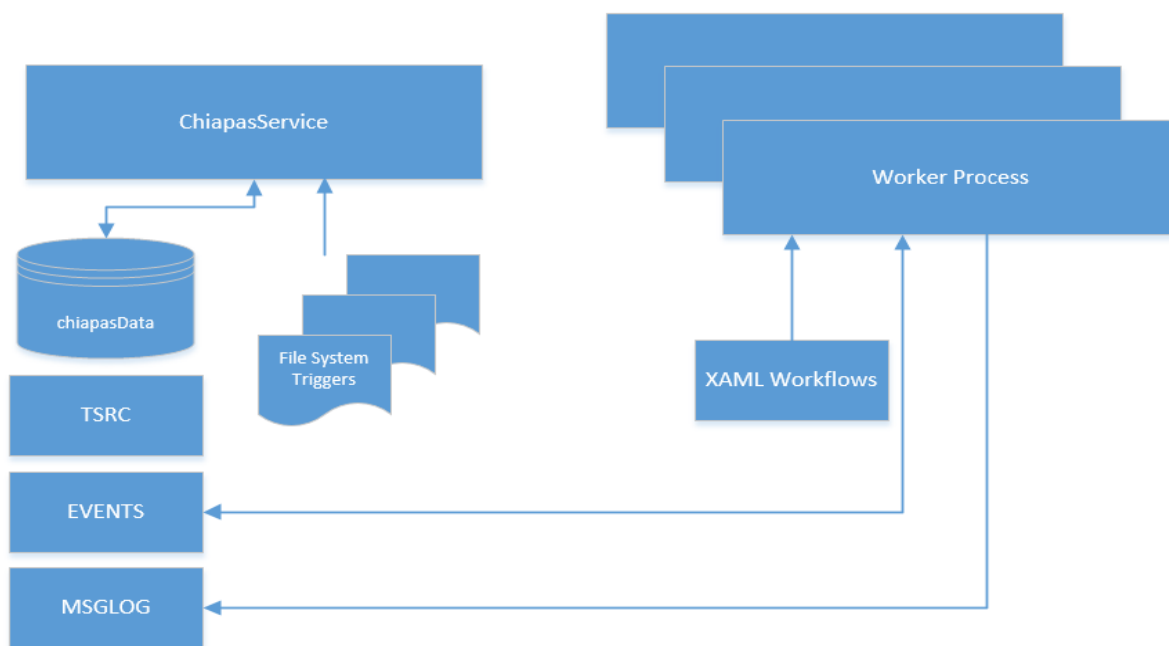 ChiapasService
Worker Process
chiapasData
File System
Triggers
XAML Workflows
TSRC
EVENTS
MSGLOG